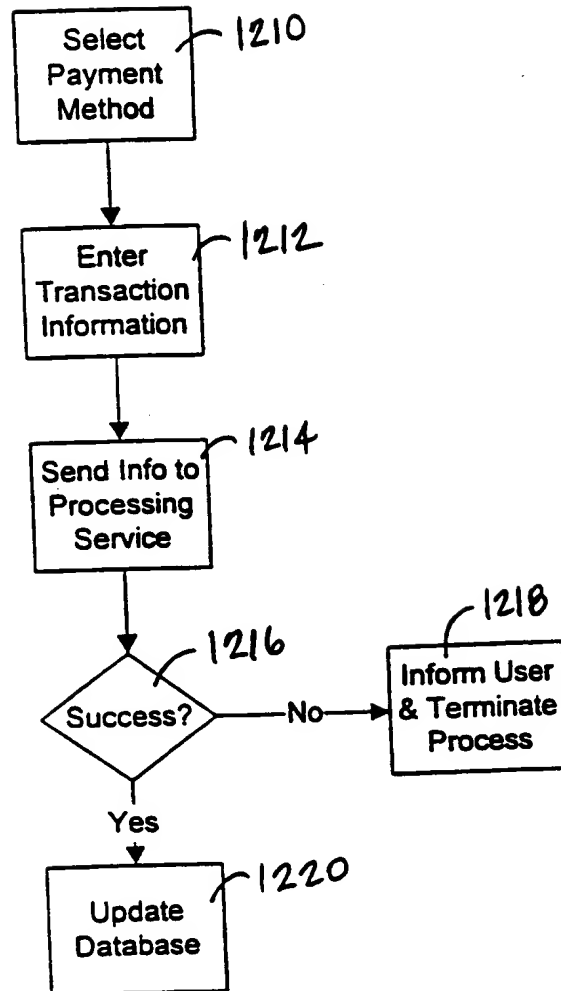 Select
Payment
Method
1210
Enter
Transaction
Information
1212
Send Info to
Processing
Service
1214
Success?
1216
No
Inform User
& Terminate
Process
1218
Yes
Update
Database
1220